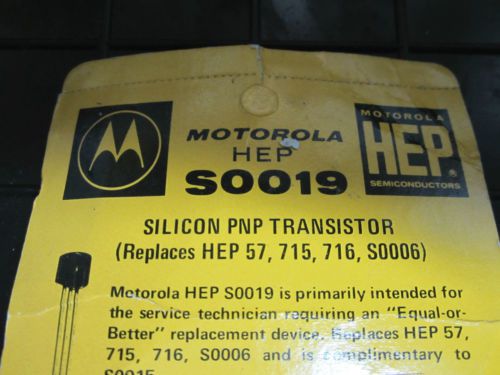 MOTOROLA
HEP
S0019
MOTOROLA
HEP®
SEMICONDUCTORS
SILICON PNP TRANSISTOR
(Replaces HEP 57, 715, 716, S0006)
Motorola HEP S0019 is primarily intended for
the service technician requiring an "Equal-or-
Better" replacement device. Replaces HEP 57,
715, 716, S0006 and is complimentary to
S0015